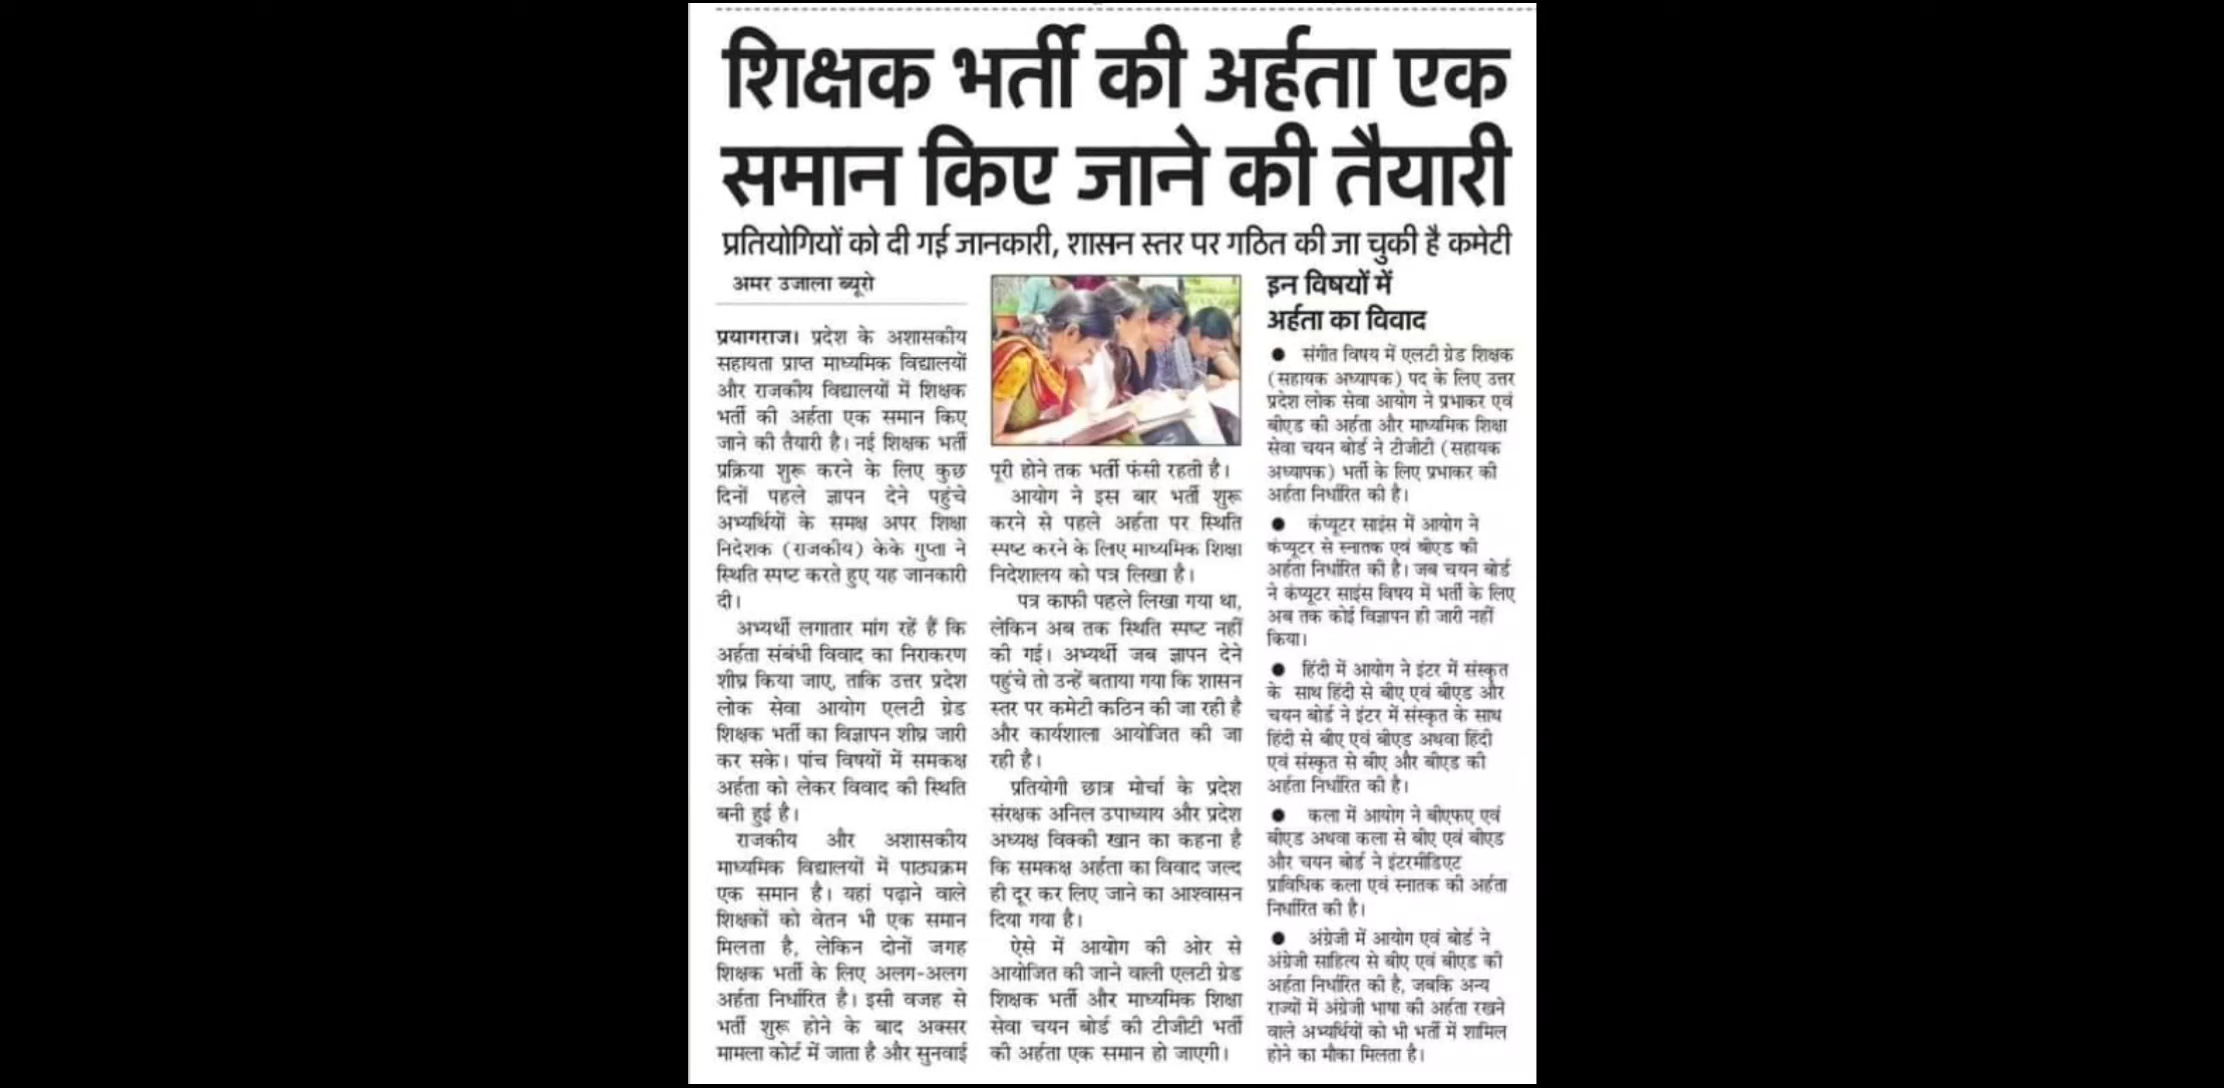 शिक्षक भर्ती की अर्हता एक
समान किए जाने की तैयारी
प्रतियोगियों को दी गई जानकारी, शासन स्तर पर गठित की जा चुकी है कमेटी
अमर उजाला ब्यूरो
प्रयागराज। प्रदेश के अशासकीय
सहायता प्राप्त माध्यमिक विद्यालयों
और राजकीय विद्यालयों में शिक्षक
भर्ती की अर्हता एक समान किए
जाने की तैयारी है। नई शिक्षक भर्ती
प्रक्रिया शुरू करने के लिए कुछ
दिनों पहले ज्ञापन देने पहुंचे
अभ्यर्थियों के समक्ष अपर शिक्षा
निदेशक (राजकीय) केके गुप्ता ने
स्थिति स्पष्ट करते हुए यह जानकारी
दी।
अभ्यर्थी लगातार मांग रहें हैं कि
अर्हता संबंधी विवाद का निराकरण
शीघ्र किया जाए, ताकि उत्तर प्रदेश
लोक सेवा आयोग एलटी ग्रेड
शिक्षक भर्ती का विज्ञापन शीघ्र जारी
कर सके। पांच विषयों में समकक्ष
अर्हता को लेकर विवाद की स्थिति
बनी हुई है।
राजकीय और अशासकीय
माध्यमिक विद्यालयों में पाठ्यक्रम
एक समान है। यहां पढ़ाने वाले
शिक्षकों को वेतन भी एक समान
मिलता है, लेकिन दोनों जगह
शिक्षक भर्ती के लिए अलग-अलग
अर्हता निर्धारित है। इसी वजह से
भर्ती शुरू होने के बाद अक्सर
मामला कोर्ट में जाता है और सुनवाई
पूरी होने तक भर्ती फंसी रहती है।
आयोग ने इस बार भर्ती शुरू
करने से पहले अर्हता पर स्थिति
स्पष्ट करने के लिए माध्यमिक शिक्षा
निदेशालय को पत्र लिखा है।
पत्र काफी पहले लिखा गया था,
लेकिन अब तक स्थिति स्पष्ट नहीं
की गई। अभ्यर्थी जब ज्ञापन देने
पहुंचे तो उन्हें बताया गया कि शासन
स्तर पर कमेटी कठिन की जा रही है
और कार्यशाला आयोजित की जा
रही है।
प्रतियोगी छात्र मोर्चा के प्रदेश
संरक्षक अनिल उपाध्याय और प्रदेश
अध्यक्ष विक्की खान का कहना है
कि समकक्ष अर्हता का विवाद जल्द
ही दूर कर लिए जाने का आश्वासन
दिया गया है।
ऐसे में आयोग की ओर से
आयोजित की जाने वाली एलटी ग्रेड
शिक्षक भर्ती और माध्यमिक शिक्षा
सेवा चयन बोर्ड की टीजीटी भर्ती
की अर्हता एक समान हो जाएगी।
इन विषयों में
अर्हता का विवाद
● संगीत विषय में एलटी ग्रेड शिक्षक
(सहायक अध्यापक) पद के लिए उत्तर
प्रदेश लोक सेवा आयोग ने प्रभाकर एवं
बीएड की अर्हता और माध्यमिक शिक्षा
सेवा चयन बोर्ड ने टीजीटी (सहायक
अध्यापक) भर्ती के लिए प्रभाकर की
अर्हता निर्धारित की है।
● कंप्यूटर साइंस में आयोग ने
कंप्यूटर से स्नातक एवं बीएड की
अर्हता निर्धारित की है। जब चयन बोर्ड
ने कंप्यूटर साइंस विषय में भर्ती के लिए
अब तक कोई विज्ञापन ही जारी नहीं
किया।
● हिंदी में आयोग ने इंटर में संस्कृत
के साथ हिंदी से बीए एवं बीएड और
चयन बोर्ड ने इंटर में संस्कृत के साथ
हिंदी से बीए एवं बीएड अथवा हिंदी
एवं संस्कृत से बीए और बीएड की
अर्हता निर्धारित की है।
● कला में आयोग ने बीएफए एवं
बीएड अथवा कला से बीए एवं बीएड
और चयन बोर्ड ने इंटरमीडिएट
प्राविधिक कला एवं स्नातक की अर्हता
निर्धारित की है।
● अंग्रेजी में आयोग एवं बोर्ड ने
अंग्रेजी साहित्य से बीए एवं बीएड की
अर्हता निर्धारित की है, जबकि अन्य
राज्यों में अंग्रेजी भाषा की अर्हता रखने
वाले अभ्यर्थियों को भी भर्ती में शामिल
होने का मौका मिलता है।